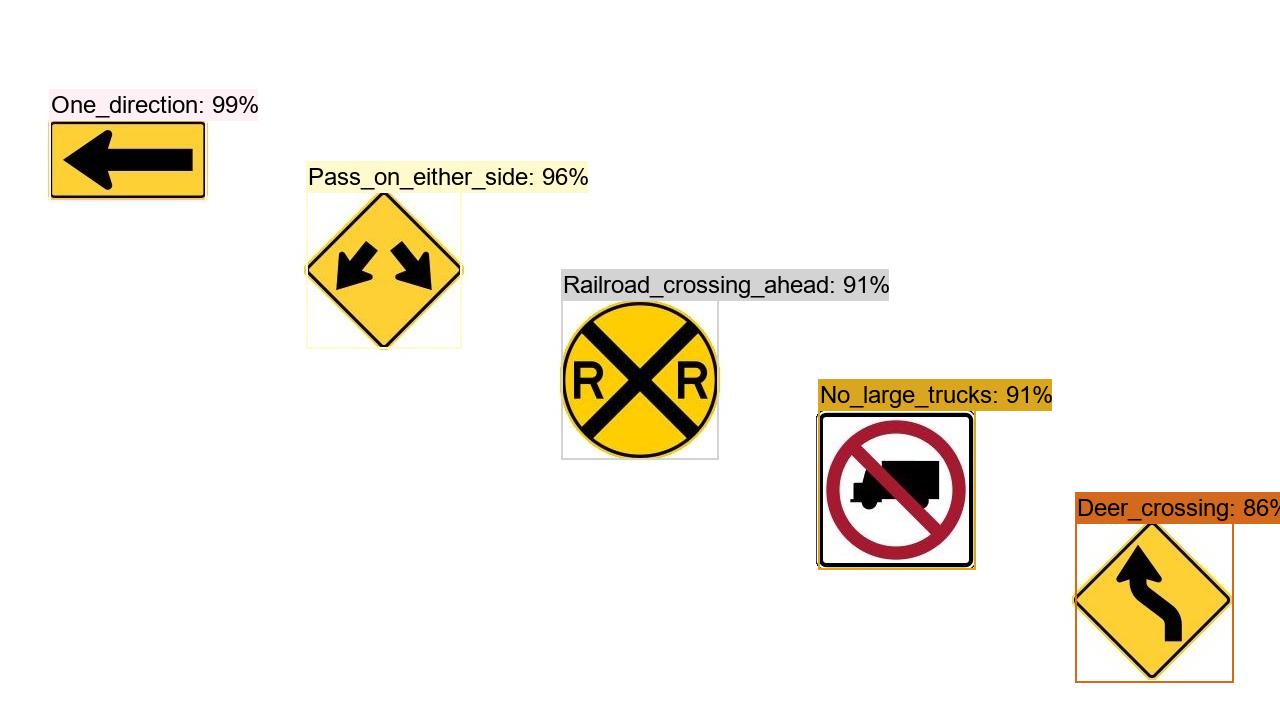 One_direction: 99%
Pass_on_either_side: 96%
Railroad_crossing_ahead: 91%
R R
No_large_trucks: 91%
Deer_crossing: 86%